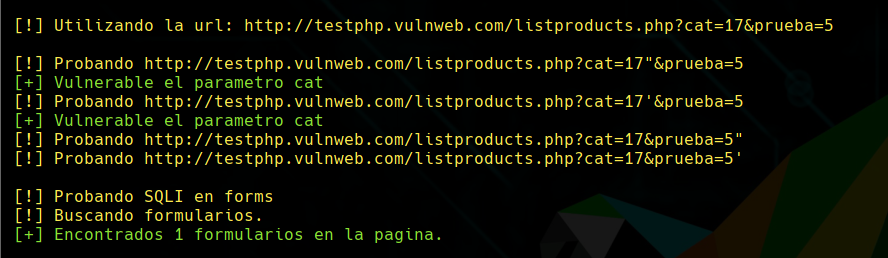 [!] Utilizando la url: http://testphp.vulnweb.com/listproducts.php?cat=17&prueba=5
[!] Probando http://testphp.vulnweb.com/listproducts.php?cat=17"&prueba=5
[+] Vulnerable el parametro cat
[!] Probando http://testphp.vulnweb.com/listproducts.php?cat=17'&prueba=5
[+] Vulnerable el parametro cat
[!] Probando http://testphp.vulnweb.com/listproducts.php?cat=17&prueba=5"
[!] Probando http://testphp.vulnweb.com/listproducts.php?cat=17&prueba=5'
[!] Probando SQLI en forms
[!] Buscando formularios.
[+] Encontrados 1 formularios en la pagina.